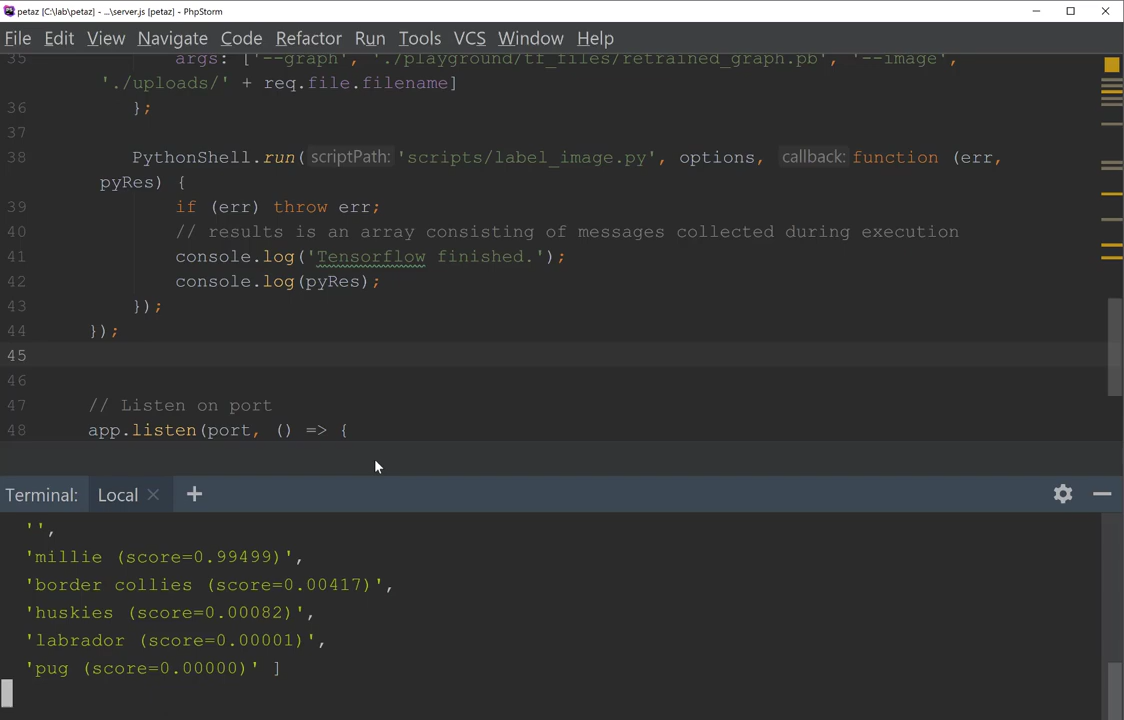 petaz [C:\lab\petaz] - ...\server.js [petaz] - PhpStorm
File Edit View Navigate Code Refactor Run Tools VCS Window Help
35 args: ['--graph', './playground/tf_files/retrained_graph.pb', '--image',
'./uploads/' + req.file.filename]
36 };
37
38 PythonShell.run( scriptPath: 'scripts/label_image.py', options, callback: function (err,
pyRes) {
39 if (err) throw err;
40 // results is an array consisting of messages collected during execution
41 console.log('Tensorflow finished.');
42 console.log(pyRes);
43 });
44 });
45
46
47 // Listen on port
48 app.listen(port, () => {
Terminal: Local × +
'',
'millie (score=0.99499)',
'border collies (score=0.00417)',
'huskies (score=0.00082)',
'labrador (score=0.00001)',
'pug (score=0.00000)' ]